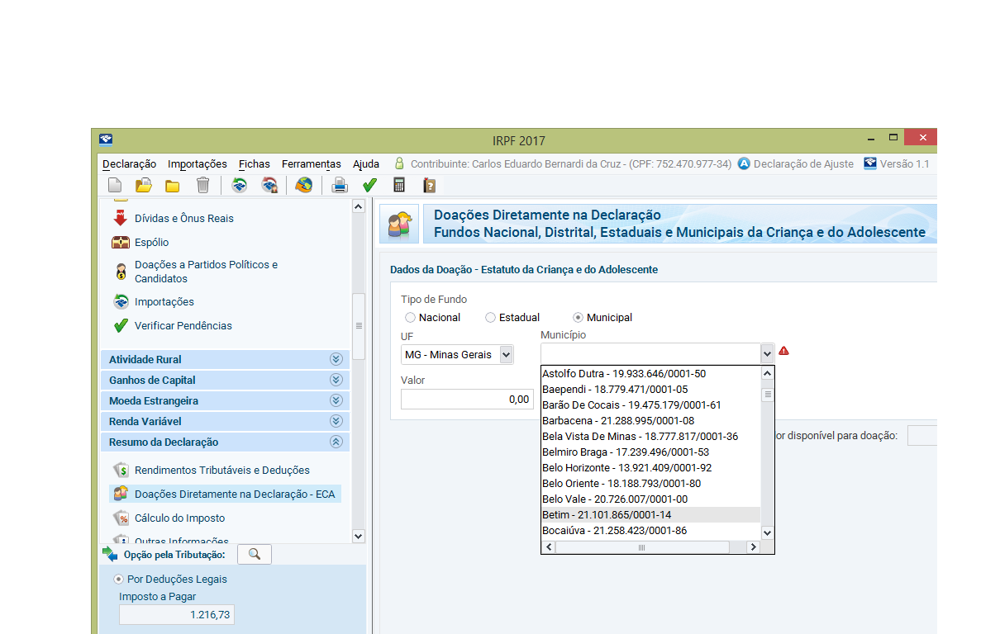 IRPF 2017
Declaração Importações Fichas Ferramentas Ajuda Contribuinte: Carlos Eduardo Bernardi da Cruz - (CPF: 752.470.977-34) Declaração de Ajuste Versão 1.1
Dívidas e Ônus Reais
Espólio
Doações a Partidos Políticos e
Candidatos
Importações
Verificar Pendências
Atividade Rural
Ganhos de Capital
Moeda Estrangeira
Renda Variável
Resumo da Declaração
Rendimentos Tributáveis e Deduções
Doações Diretamente na Declaração - ECA
Cálculo do Imposto
Outras Informações
Opção pela Tributação:
Por Deduções Legais
Imposto a Pagar
1.216,73
Doações Diretamente na Declaração
Fundos Nacional, Distrital, Estaduais e Municipais da Criança e do Adolescente
Dados da Doação - Estatuto da Criança e do Adolescente
Tipo de Fundo
Nacional Estadual Municipal
UF Município
MG - Minas Gerais
Valor
0,00
Astolfo Dutra - 19.933.646/0001-50
Baependi - 18.779.471/0001-05
Barão De Cocais - 19.475.179/0001-61
Barbacena - 21.288.995/0001-08
Bela Vista De Minas - 18.777.817/0001-36
Belmiro Braga - 17.239.496/0001-53
Belo Horizonte - 13.921.409/0001-92
Belo Oriente - 18.188.793/0001-80
Belo Vale - 20.726.007/0001-00
Betim - 21.101.865/0001-14
Bocaiúva - 21.258.423/0001-86
or disponível para doação: